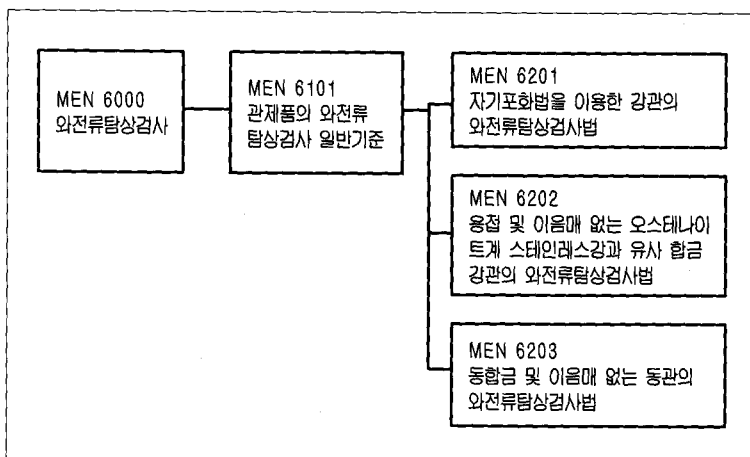 MEN 6000
와전류탐상검사
MEN 6101
관제품의 와전류
탐상검사 일반기준
MEN 6201
자기포화법을 이용한 강관의
와전류탐상검사법
MEN 6202
용접 및 이음매 없는 오스테나이
트계 스테인레스강과 유사 합금
강관의 와전류탐상검사법
MEN 6203
동합금 및 이음매 없는 동관의
와전류탐상검사법